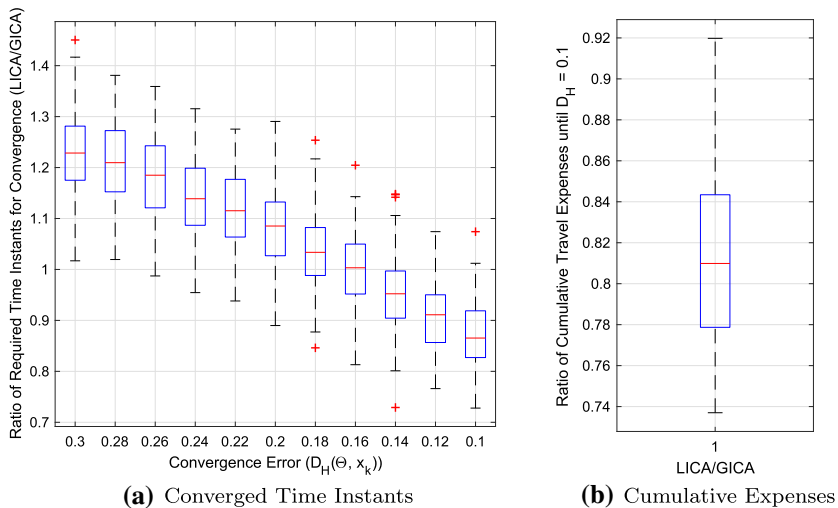 Ratio of Required Time Instants for Convergence (LICA/GICA)
1.4
1.3
1.2
1.1
1
0.9
0.8
0.7
0.3 0.28 0.26 0.24 0.22 0.2 0.18 0.16 0.14 0.12 0.1
Convergence Error (D_H(Θ, x_k))
(a) Converged Time Instants
Ratio of Cumulative Travel Expenses until D_H = 0.1
0.92
0.9
0.88
0.86
0.84
0.82
0.8
0.78
0.76
0.74
1
LICA/GICA
(b) Cumulative Expenses